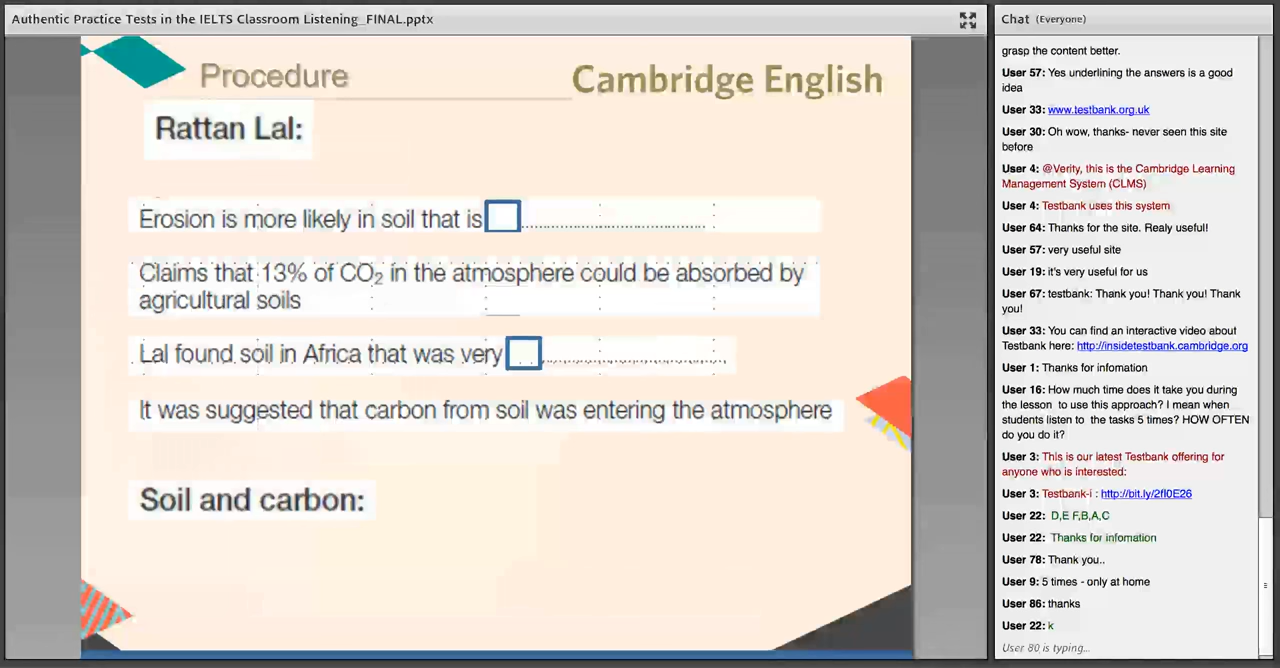 Authentic Practice Tests in the IELTS Classroom Listening_FINAL.pptx
Procedure
Cambridge English
Rattan Lal:
Erosion is more likely in soil that is
Claims that 13% of CO₂ in the atmosphere could be absorbed by
agricultural soils
Lal found soil in Africa that was very
It was suggested that carbon from soil was entering the atmosphere
Soil and carbon:
Chat (Everyone)
grasp the content better.
User 57: Yes underlining the answers is a good
idea
User 33: www.testbank.org.uk
User 30: Oh wow, thanks- never seen this site
before
User 4: @Verity, this is the Cambridge Learning
Management System (CLMS)
User 4: Testbank uses this system
User 64: Thanks for the site. Realy useful!
User 57: very useful site
User 19: it's very useful for us
User 67: testbank: Thank you! Thank you! Thank
you!
User 33: You can find an interactive video about
Testbank here: http://insidetestbank.cambridge.org
User 1: Thanks for infomation
User 16: How much time does it take you during
the lesson to use this approach? I mean when
students listen to the tasks 5 times? HOW OFTEN
do you do it?
User 3: This is our latest Testbank offering for
anyone who is interested:
User 3: Testbank-i : http://bit.ly/2fI0E26
User 22: D,E F,B,A,C
User 22: Thanks for infomation
User 78: Thank you..
User 9: 5 times - only at home
User 86: thanks
User 22: k
User 80 is typing...